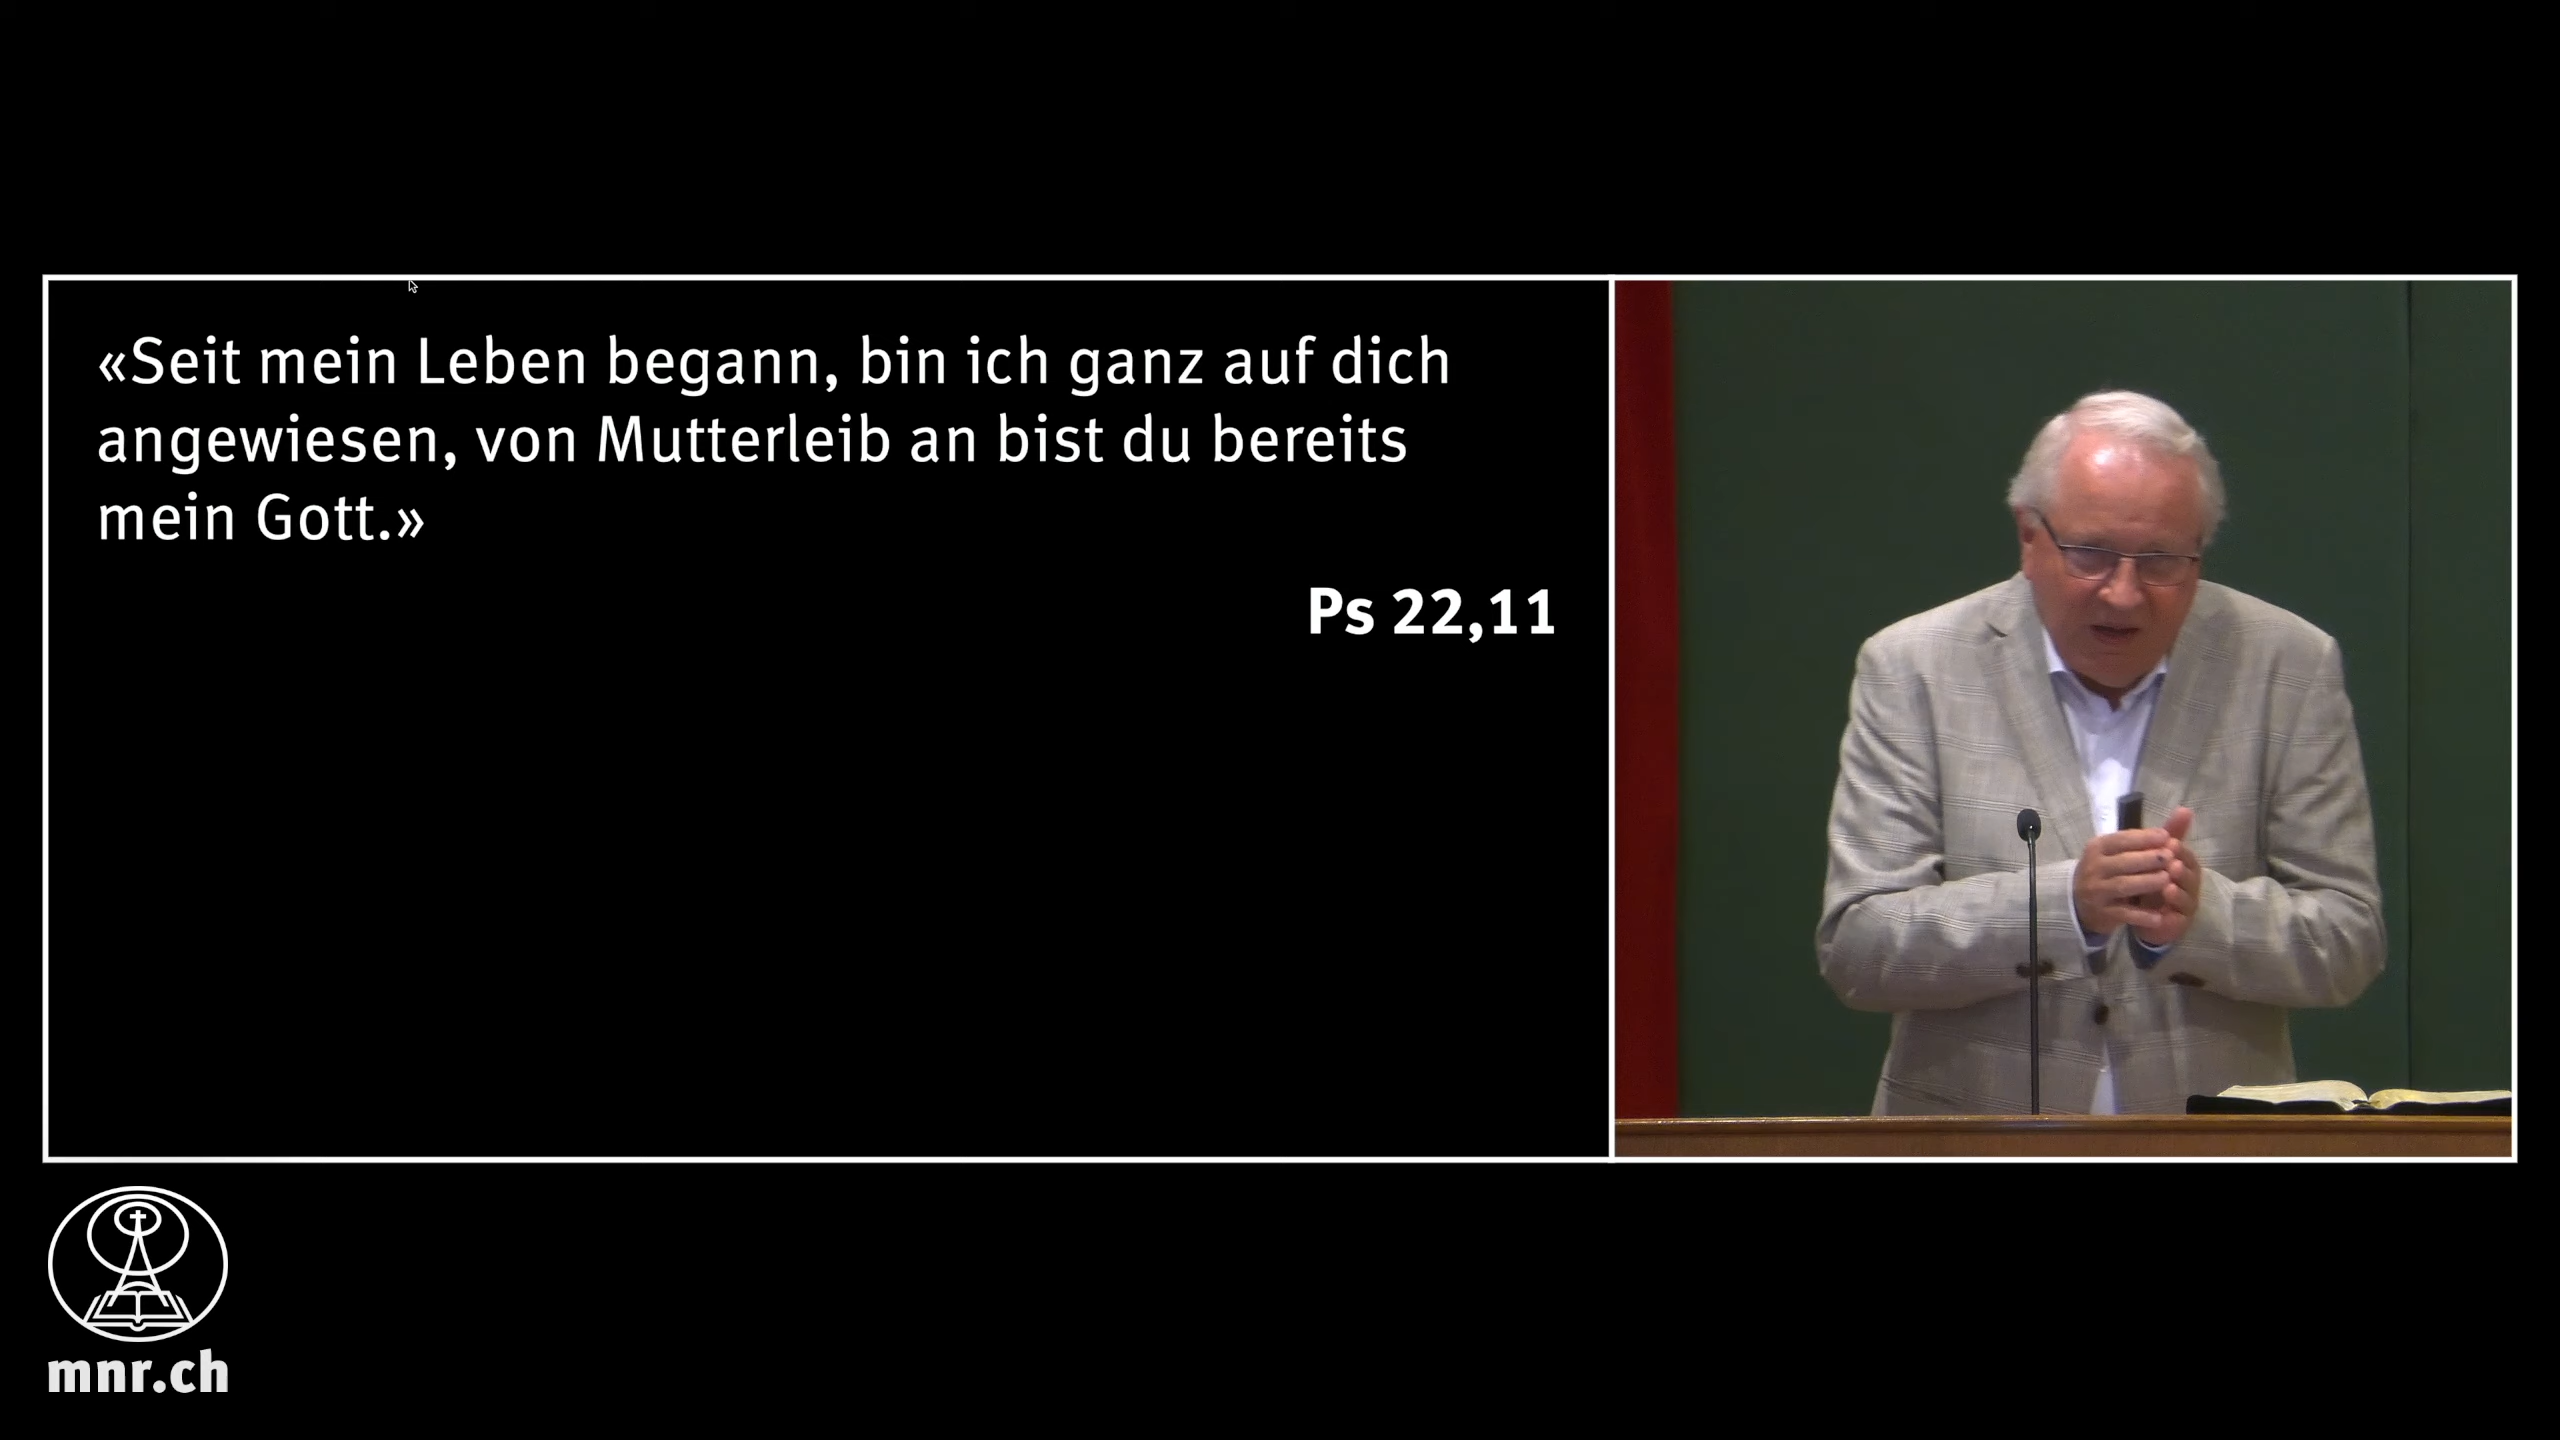 «Seit mein Leben begann, bin ich ganz auf dich
angewiesen, von Mutterleib an bist du bereits
mein Gott.»
Ps 22,11
mnr.ch